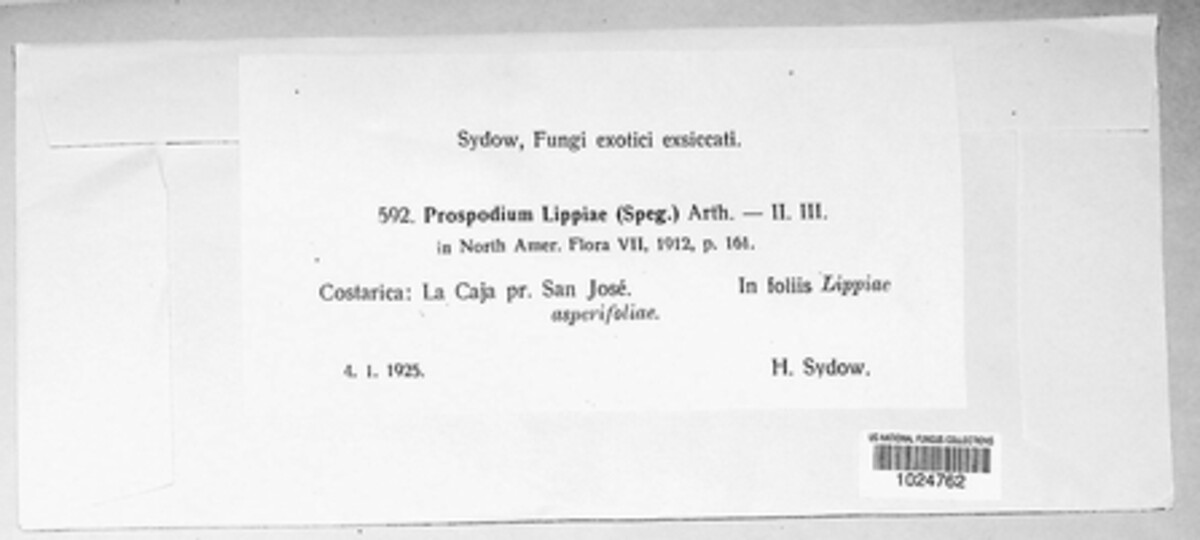 Sydow, Fungi exotici exsiccati.
592. Prospodium Lippiae (Speg.) Arth. — II. III.
in North Amer. Flora VII, 1912, p. 161.
Costarica: La Caja pr. San José. In foliis Lippiae
asperifoliae.
4. 1. 1925. H. Sydow.
US NATIONAL FUNGUS COLLECTIONS
1024762